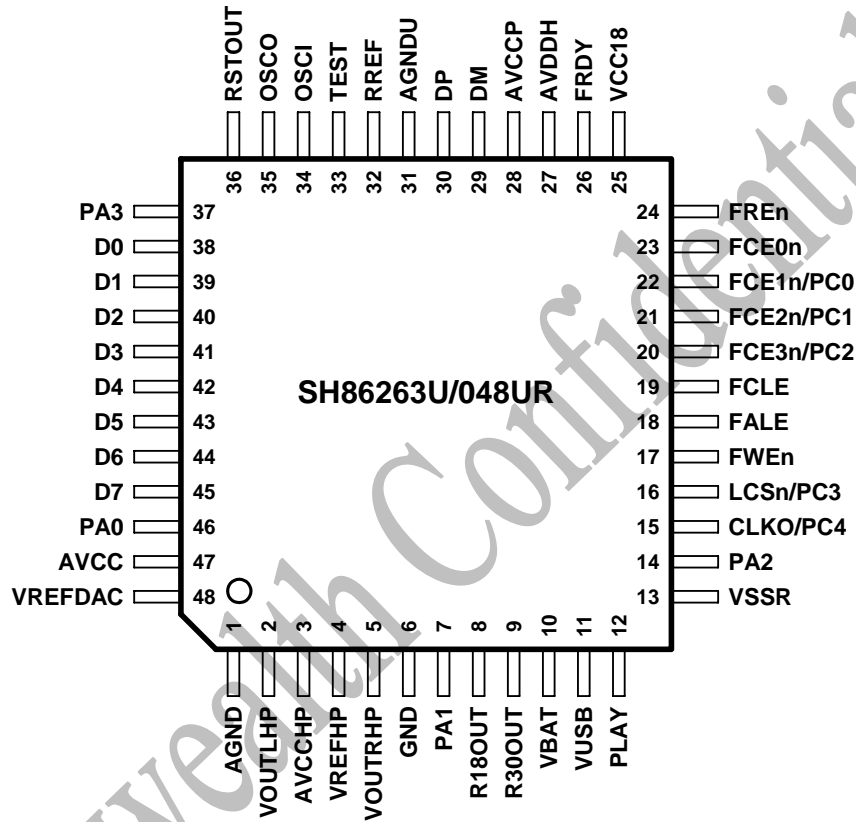 RSTOUT OSCO OSCI TEST RREF AGNDU DP DM AVCCP AVDDH FRDY VCC18
36 35 34 33 32 31 30 29 28 27 26 25
PA3 37 24 FREn
D0 38 23 FCE0n
D1 39 22 FCE1n/PC0
D2 40 21 FCE2n/PC1
D3 41 20 FCE3n/PC2
D4 42 SH86263U/048UR 19 FCLE
D5 43 18 FALE
D6 44 17 FWEn
D7 45 16 LCSn/PC3
PA0 46 15 CLKO/PC4
AVCC 47 14 PA2
VREFDAC 48 13 VSSR
1 2 3 4 5 6 7 8 9 10 11 12
AGND VOUTLHP AVCCHP VREFHP VOUTRHP GND PA1 R18OUT R30OUT VBAT VUSB PLAY